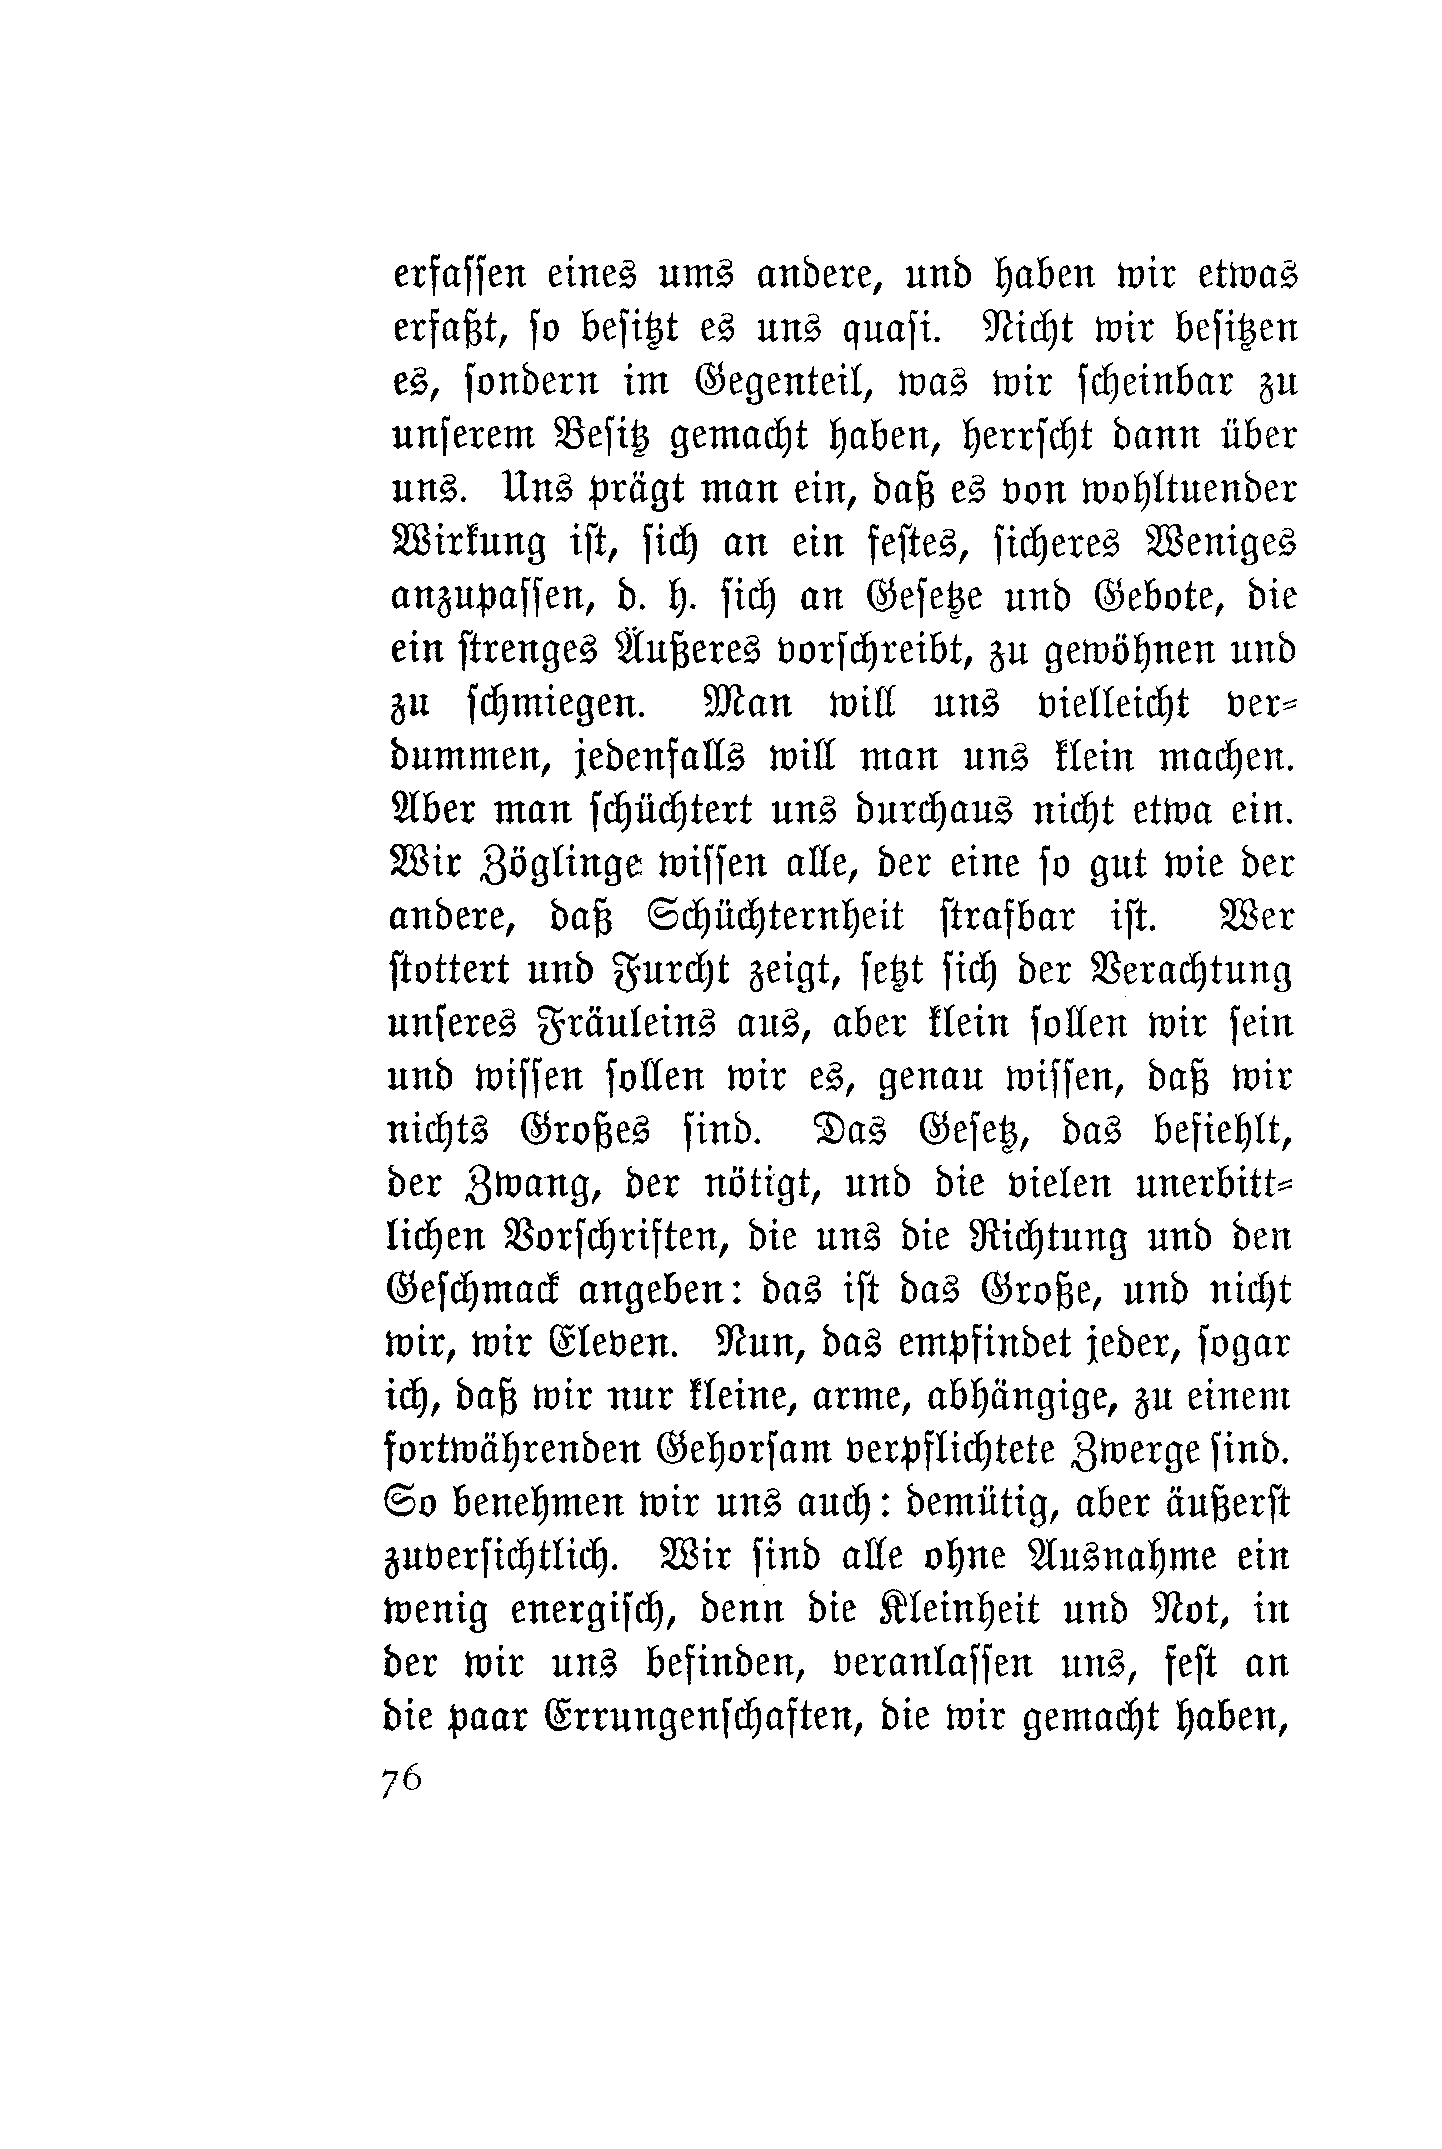 erfaſſen eines ums andere, und haben wir etwas
erfaßt, ſo beſitzt es uns quaſi. Nicht wir beſitzen
es, ſondern im Gegenteil, was wir ſcheinbar zu
unſerem Beſitz gemacht haben, herrſcht dann über
uns. Uns prägt man ein, daß es von wohltuender
Wirkung iſt, ſich an ein feſtes, ſicheres Weniges
anzupaſſen, d. h. ſich an Geſetze und Gebote, die
ein ſtrenges Äußeres vorſchreibt, zu gewöhnen und
zu ſchmiegen. Man will uns vielleicht ver⸗
dummen, jedenfalls will man uns klein machen.
Aber man ſchüchtert uns durchaus nicht etwa ein.
Wir Zöglinge wiſſen alle, der eine ſo gut wie der
andere, daß Schüchternheit ſtrafbar iſt. Wer
ſtottert und Furcht zeigt, ſetzt ſich der Verachtung
unſeres Fräuleins aus, aber klein ſollen wir ſein
und wiſſen ſollen wir es, genau wiſſen, daß wir
nichts Großes ſind. Das Geſetz, das befiehlt,
der Zwang, der nötigt, und die vielen unerbitt⸗
lichen Vorſchriften, die uns die Richtung und den
Geſchmack angeben: das iſt das Große, und nicht
wir, wir Eleven. Nun, das empfindet jeder, ſogar
ich, daß wir nur kleine, arme, abhängige, zu einem
fortwährenden Gehorſam verpflichtete Zwerge ſind.
So benehmen wir uns auch: demütig, aber äußerſt
zuverſichtlich. Wir ſind alle ohne Ausnahme ein
wenig energiſch, denn die Kleinheit und Not, in
der wir uns befinden, veranlaſſen uns, feſt an
die paar Errungenſchaften, die wir gemacht haben,
76